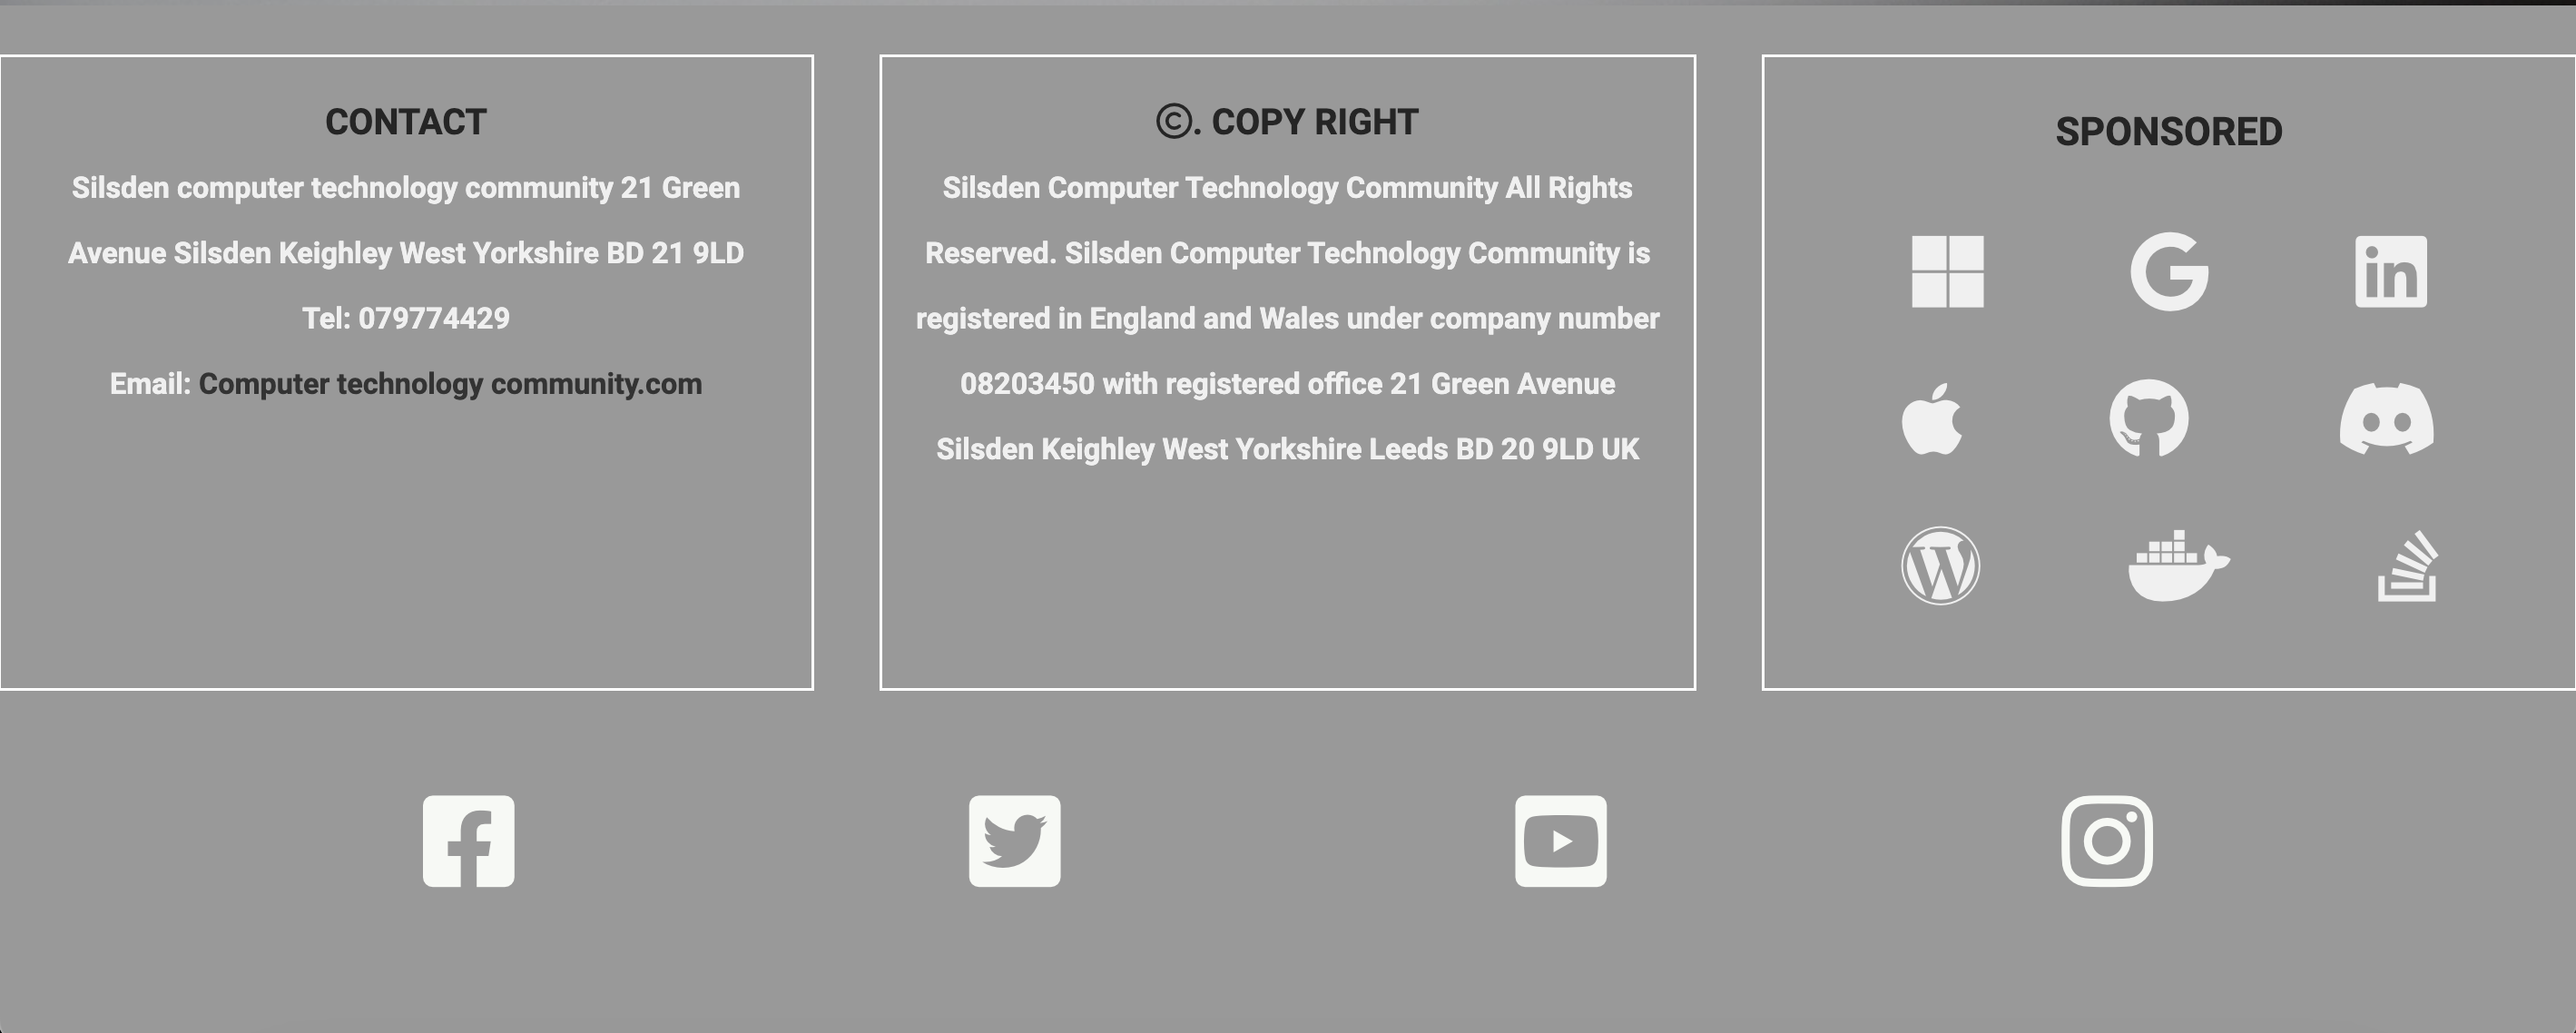 CONTACT
Silsden computer technology community 21 Green
Avenue Silsden Keighley West Yorkshire BD 21 9LD
Tel: 079774429
Email: Computer technology community.com
©. COPY RIGHT
Silsden Computer Technology Community All Rights
Reserved. Silsden Computer Technology Community is
registered in England and Wales under company number
08203450 with registered office 21 Green Avenue
Silsden Keighley West Yorkshire Leeds BD 20 9LD UK
SPONSORED